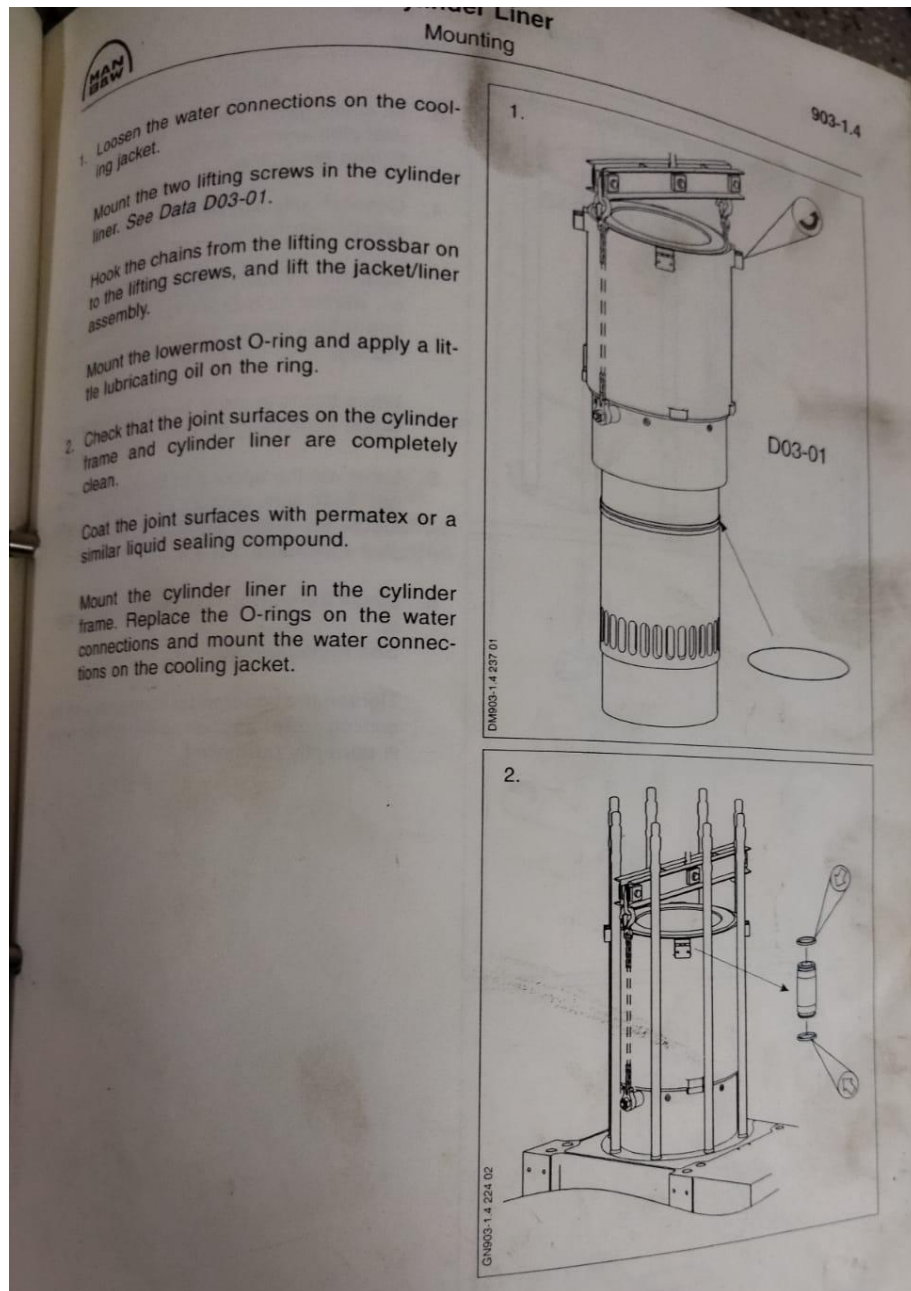 Cylinder Liner
Mounting
MAN
B&W
903-1.4
1. Loosen the water connections on the cool-
ing jacket.
Mount the two lifting screws in the cylinder
liner. See Data D03-01.
Hook the chains from the lifting crossbar on
to the lifting screws, and lift the jacket/liner
assembly.
Mount the lowermost O-ring and apply a lit-
tle lubricating oil on the ring.
2. Check that the joint surfaces on the cylinder
frame and cylinder liner are completely
clean.
Coat the joint surfaces with permatex or a
similar liquid sealing compound.
Mount the cylinder liner in the cylinder
frame. Replace the O-rings on the water
connections and mount the water connec-
tions on the cooling jacket.
1.
D03-01
DM903-1.4 237 01
2.
GN903-1.4 224 02